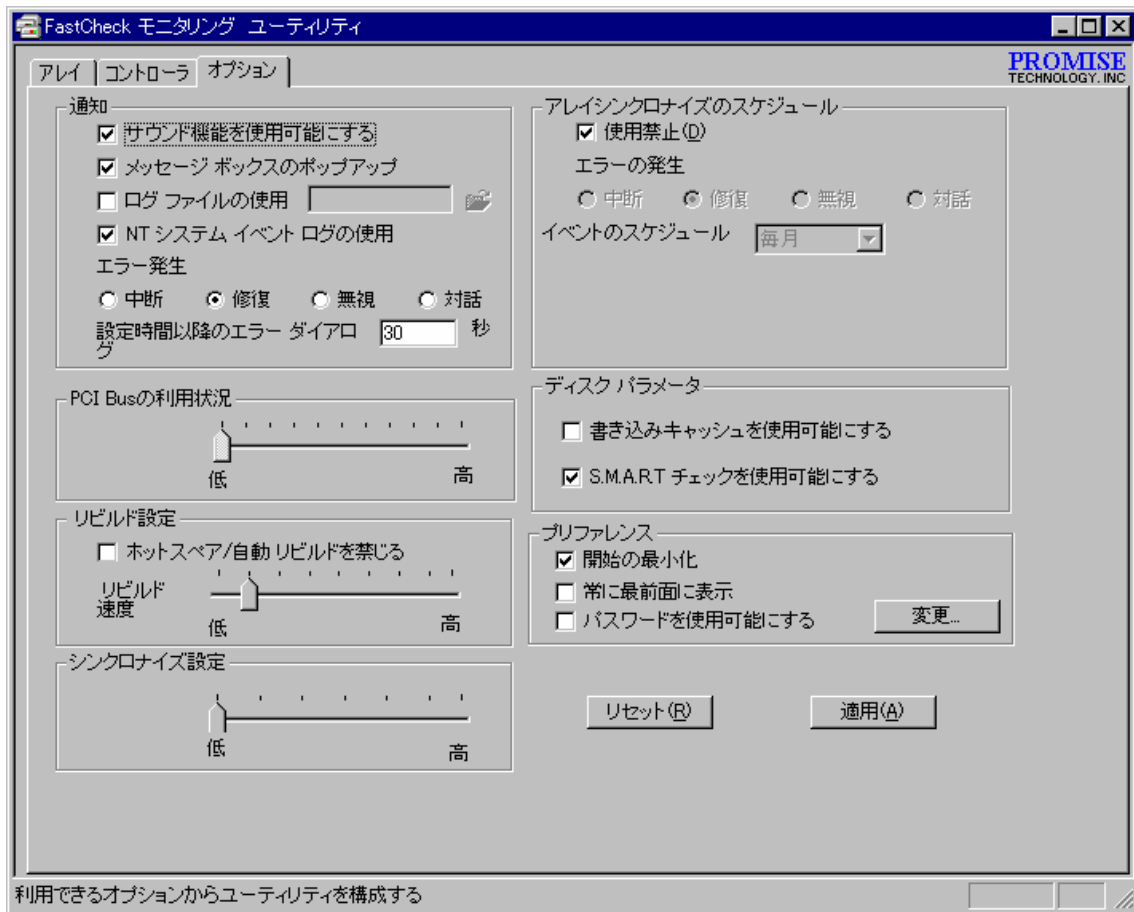 FastCheck モニタリング ユーティリティ
アレイ
コントローラ
オプション
PROMISE
TECHNOLOGY. INC
通知
サウンド機能を使用可能にする
メッセージ ボックスのポップアップ
ログ ファイルの使用
NT システム イベント ログの使用
エラー発生
中断 修復 無視 対話
設定時間以降のエラー ダイアロ
グ
30
秒
PCI Busの利用状況
低
高
リビルド設定
ホットスペア/自動 リビルドを禁じる
リビルド
速度
低
高
シンクロナイズ設定
低
高
アレイシンクロナイズのスケジュール
使用禁止(D)
エラーの発生
中断 修復 無視 対話
イベントのスケジュール
毎月
ディスク パラメータ
書き込みキャッシュを使用可能にする
S.M.A.R.T チェックを使用可能にする
プリファレンス
開始の最小化
常に最前面に表示
パスワードを使用可能にする
変更...
リセット(R)
適用(A)
利用できるオプションからユーティリティを構成する